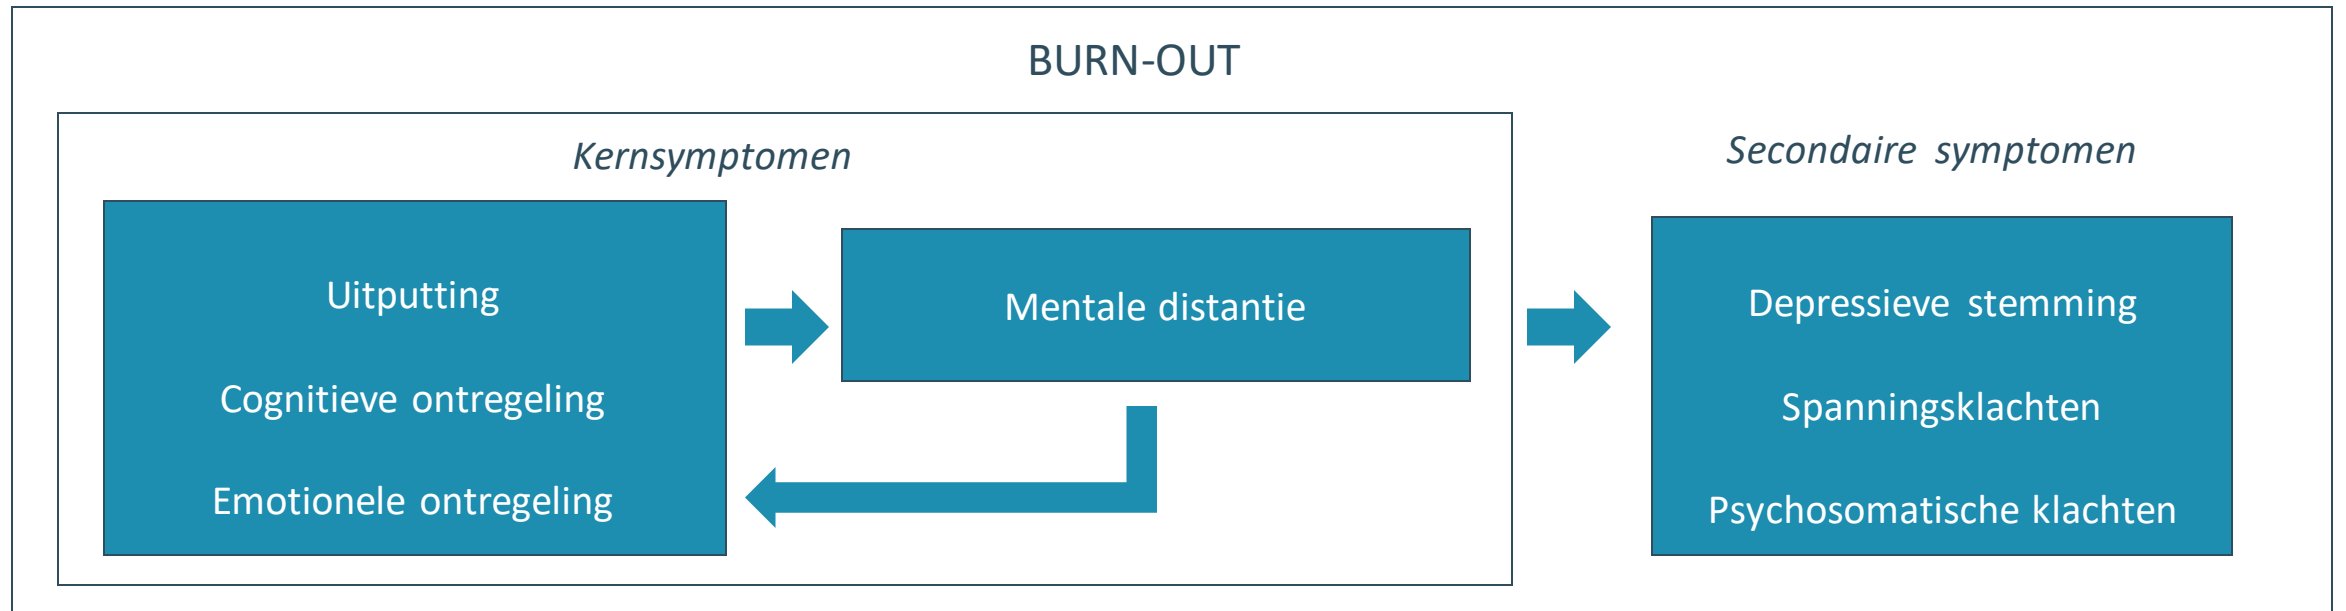 BURN-OUT
Kernsymptomen
Uitputting
Cognitieve ontregeling
Emotionele ontregeling
Mentale distantie
Secondaire symptomen
Depressieve stemming
Spanningsklachten
Psychosomatische klachten